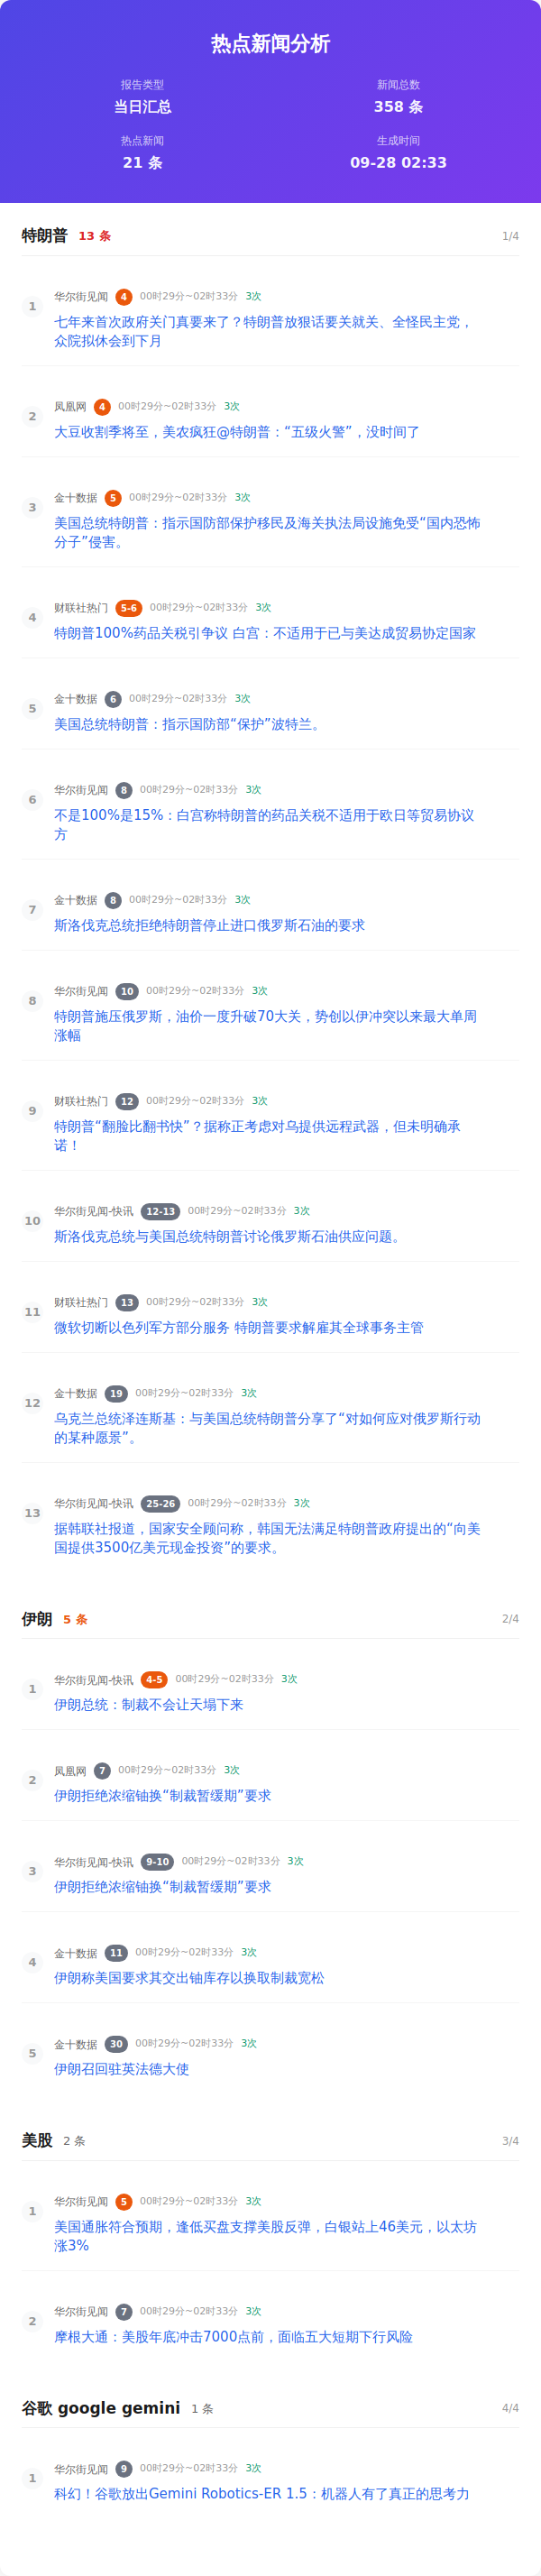 热点新闻分析
报告类型
当日汇总
新闻总数
358 条
热点新闻
21 条
生成时间
09-28 02:33
特朗普 13 条 1/4
1 华尔街见闻 4 00时29分~02时33分 3次
七年来首次政府关门真要来了？特朗普放狠话要关就关、全怪民主党，
众院拟休会到下月
2 凤凰网 4 00时29分~02时33分 3次
大豆收割季将至，美农疯狂@特朗普：“五级火警”，没时间了
3 金十数据 5 00时29分~02时33分 3次
美国总统特朗普：指示国防部保护移民及海关执法局设施免受“国内恐怖
分子”侵害。
4 财联社热门 5-6 00时29分~02时33分 3次
特朗普100%药品关税引争议 白宫：不适用于已与美达成贸易协定国家
5 金十数据 6 00时29分~02时33分 3次
美国总统特朗普：指示国防部“保护”波特兰。
6 华尔街见闻 8 00时29分~02时33分 3次
不是100%是15%：白宫称特朗普的药品关税不适用于欧日等贸易协议
方
7 金十数据 8 00时29分~02时33分 3次
斯洛伐克总统拒绝特朗普停止进口俄罗斯石油的要求
8 华尔街见闻 10 00时29分~02时33分 3次
特朗普施压俄罗斯，油价一度升破70大关，势创以伊冲突以来最大单周
涨幅
9 财联社热门 12 00时29分~02时33分 3次
特朗普“翻脸比翻书快”？据称正考虑对乌提供远程武器，但未明确承
诺！
10 华尔街见闻-快讯 12-13 00时29分~02时33分 3次
斯洛伐克总统与美国总统特朗普讨论俄罗斯石油供应问题。
11 财联社热门 13 00时29分~02时33分 3次
微软切断以色列军方部分服务 特朗普要求解雇其全球事务主管
12 金十数据 19 00时29分~02时33分 3次
乌克兰总统泽连斯基：与美国总统特朗普分享了“对如何应对俄罗斯行动
的某种愿景”。
13 华尔街见闻-快讯 25-26 00时29分~02时33分 3次
据韩联社报道，国家安全顾问称，韩国无法满足特朗普政府提出的“向美
国提供3500亿美元现金投资”的要求。
伊朗 5 条 2/4
1 华尔街见闻-快讯 4-5 00时29分~02时33分 3次
伊朗总统：制裁不会让天塌下来
2 凤凰网 7 00时29分~02时33分 3次
伊朗拒绝浓缩铀换“制裁暂缓期”要求
3 华尔街见闻-快讯 9-10 00时29分~02时33分 3次
伊朗拒绝浓缩铀换“制裁暂缓期”要求
4 金十数据 11 00时29分~02时33分 3次
伊朗称美国要求其交出铀库存以换取制裁宽松
5 金十数据 30 00时29分~02时33分 3次
伊朗召回驻英法德大使
美股 2 条 3/4
1 华尔街见闻 5 00时29分~02时33分 3次
美国通胀符合预期，逢低买盘支撑美股反弹，白银站上46美元，以太坊
涨3%
2 华尔街见闻 7 00时29分~02时33分 3次
摩根大通：美股年底冲击7000点前，面临五大短期下行风险
谷歌 google gemini 1 条 4/4
1 华尔街见闻 9 00时29分~02时33分 3次
科幻！谷歌放出Gemini Robotics-ER 1.5：机器人有了真正的思考力